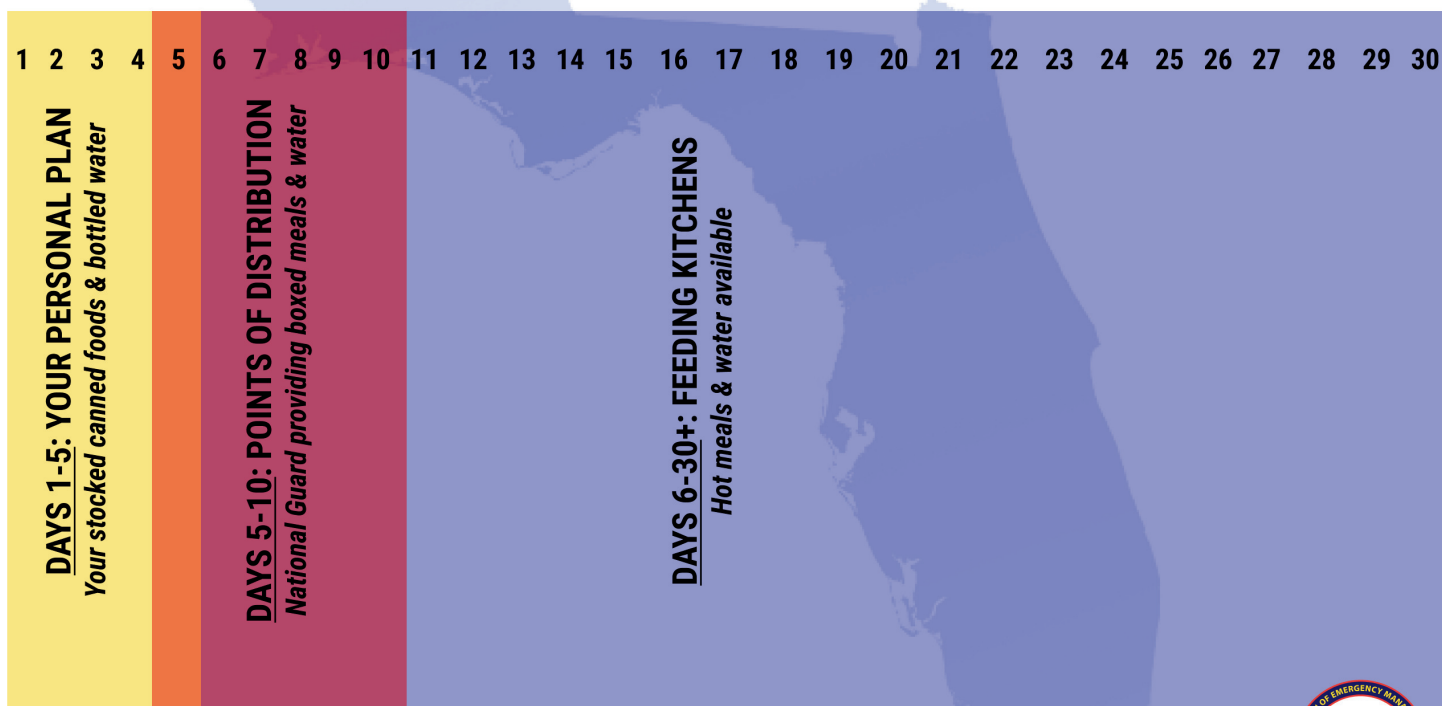 1 2 3 4 5 6 7 8 9 10 11 12 13 14 15 16 17 18 19 20 21 22 23 24 25 26 27 28 29 30
DAYS 1-5: YOUR PERSONAL PLAN
Your stocked canned foods & bottled water
DAYS 5-10: POINTS OF DISTRIBUTION
National Guard providing boxed meals & water
DAYS 6-30+: FEEDING KITCHENS
Hot meals & water available
OF EMERGENCY